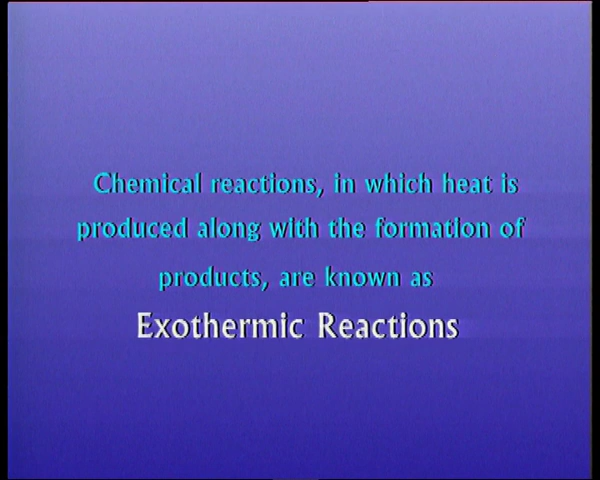 Chemical reactions, in which heat is
produced along with the formation of
products, are known as
Exothermic Reactions